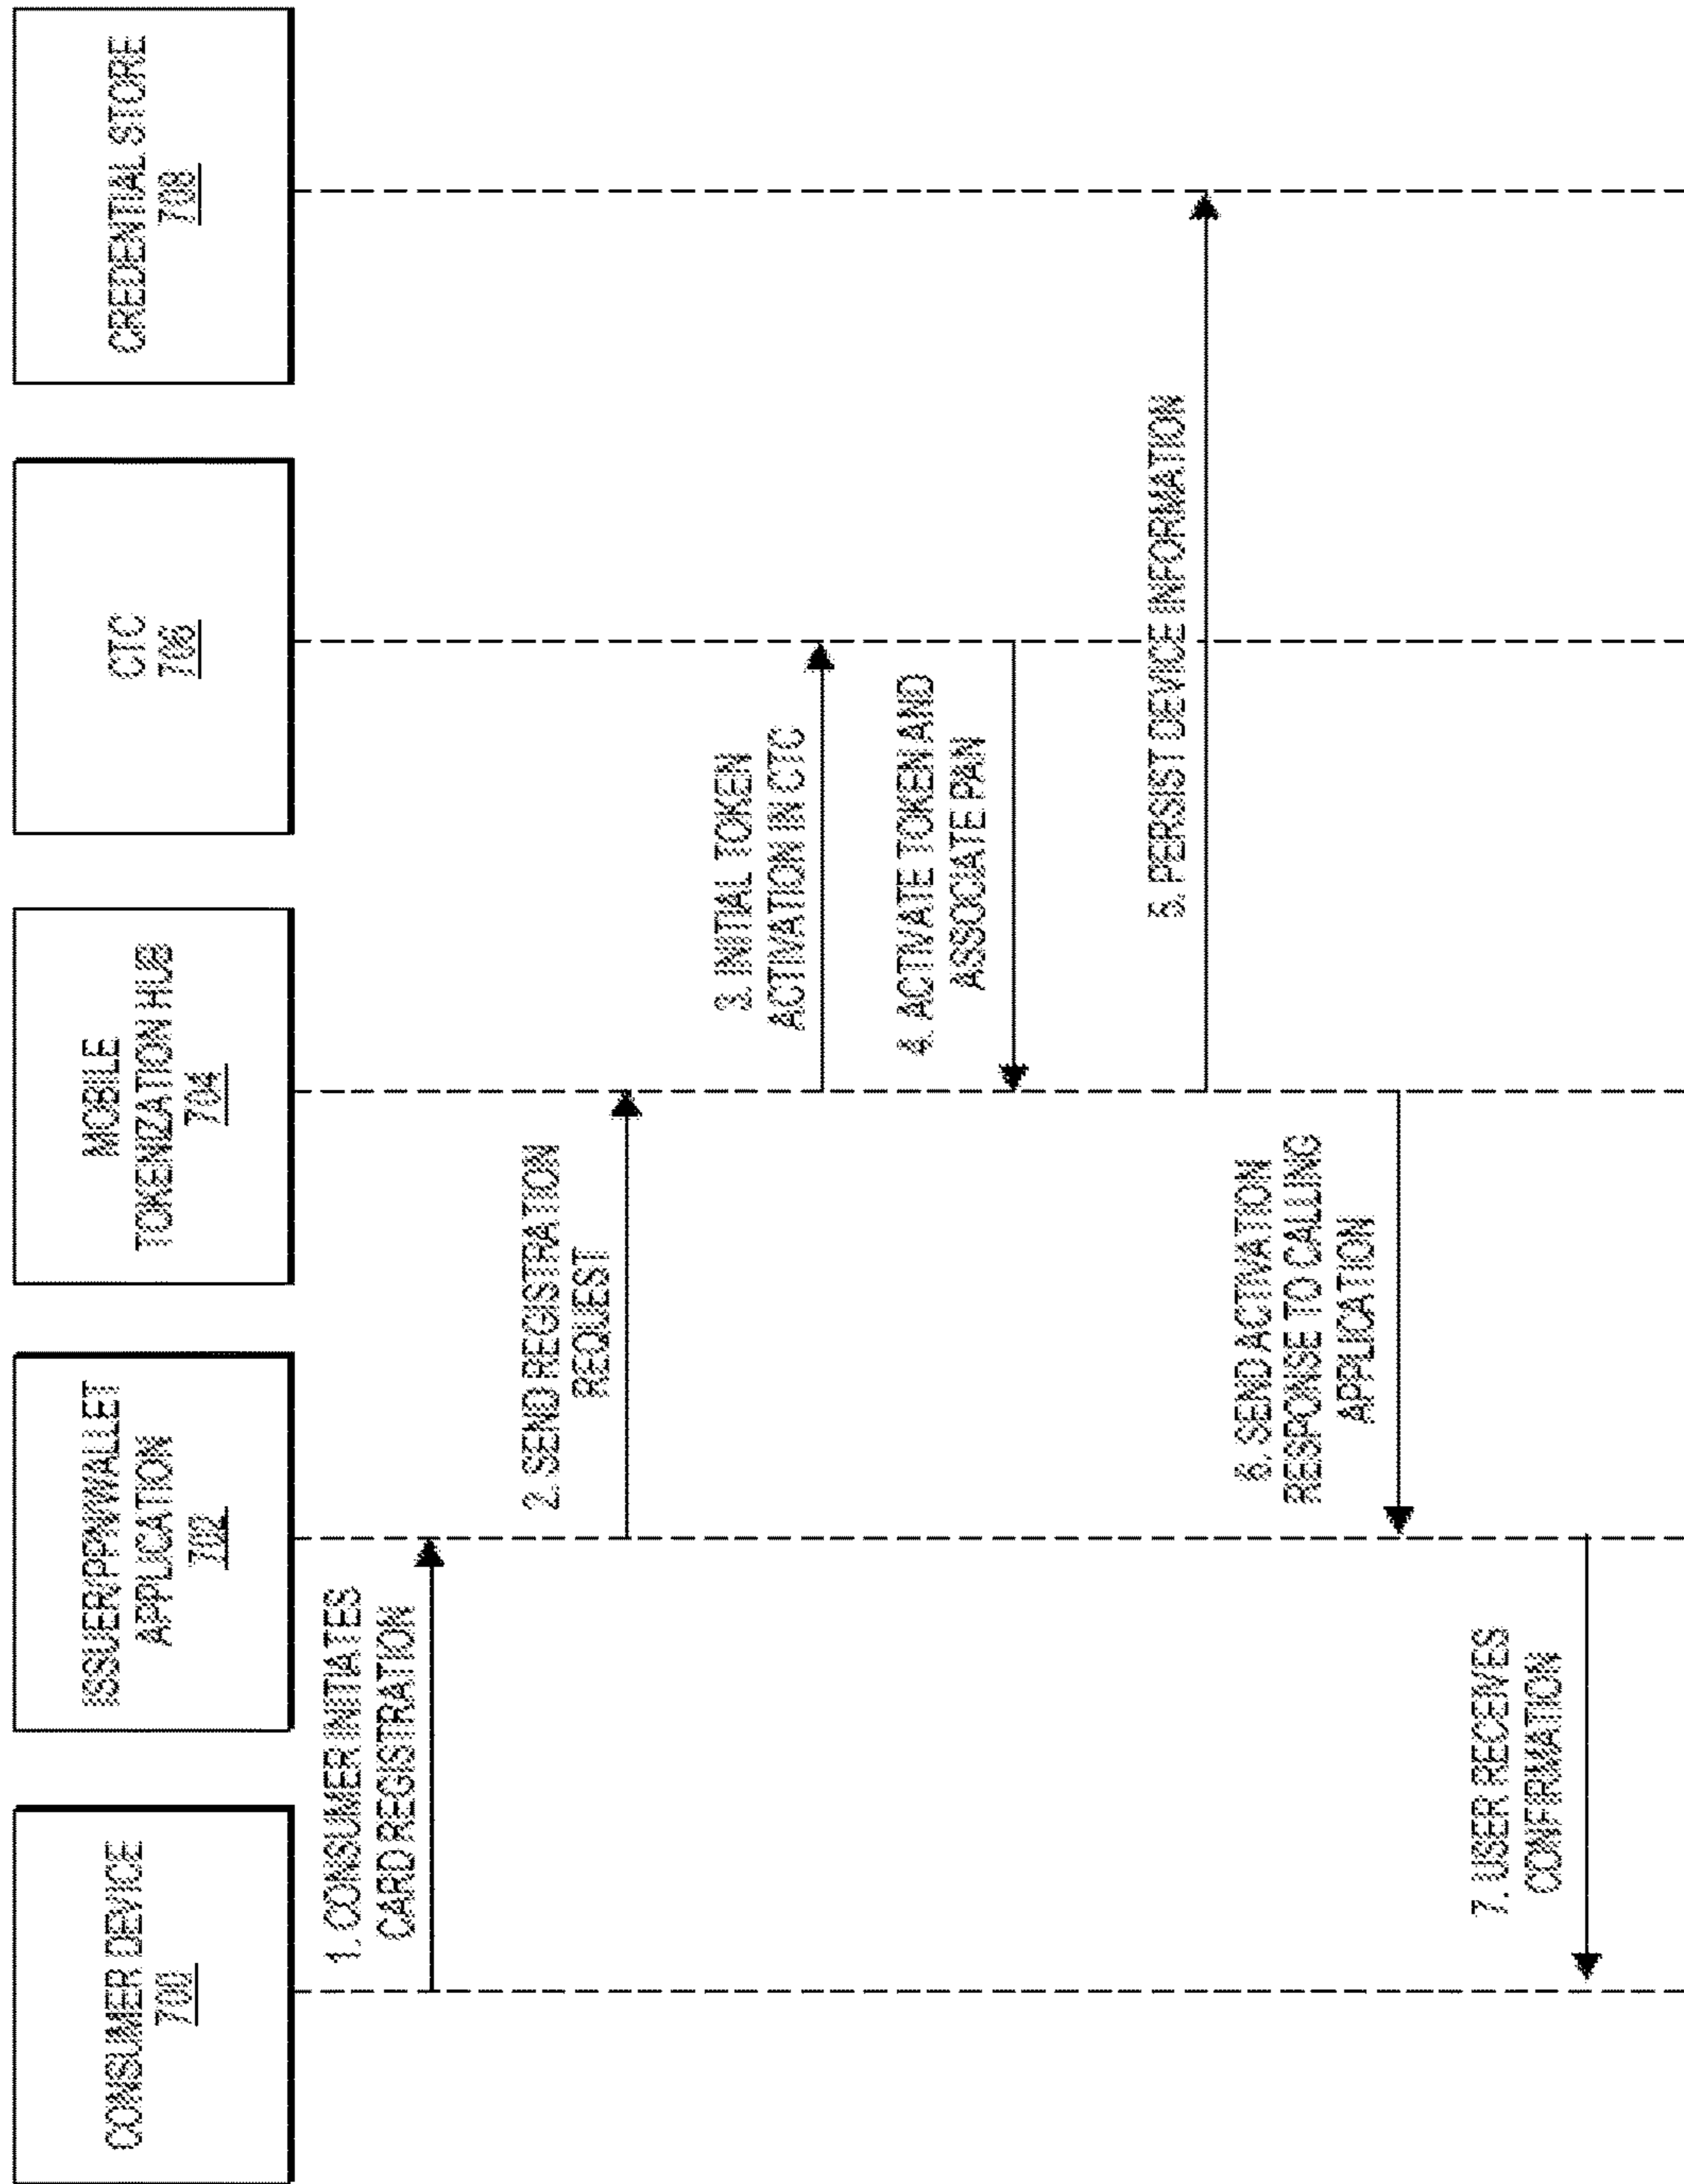 CONSUMER DEVICE
700
ISSUER/PPN/WALLET
APPLICATION
702
MOBILE
TOKENIZATION HUB
704
CTC
706
CREDENTIAL STORE
708
1. CONSUMER INITIATES
CARD REGISTRATION
2. SEND REGISTRATION
REQUEST
3. INITIAL TOKEN
ACTIVATION IN CTC
4. ACTIVATE TOKEN AND
ASSOCIATE PAN
5. PERSIST DEVICE INFORMATION
6. SEND ACTIVATION
RESPONSE TO CALLING
APPLICATION
7. USER RECEIVES
CONFIRMATION